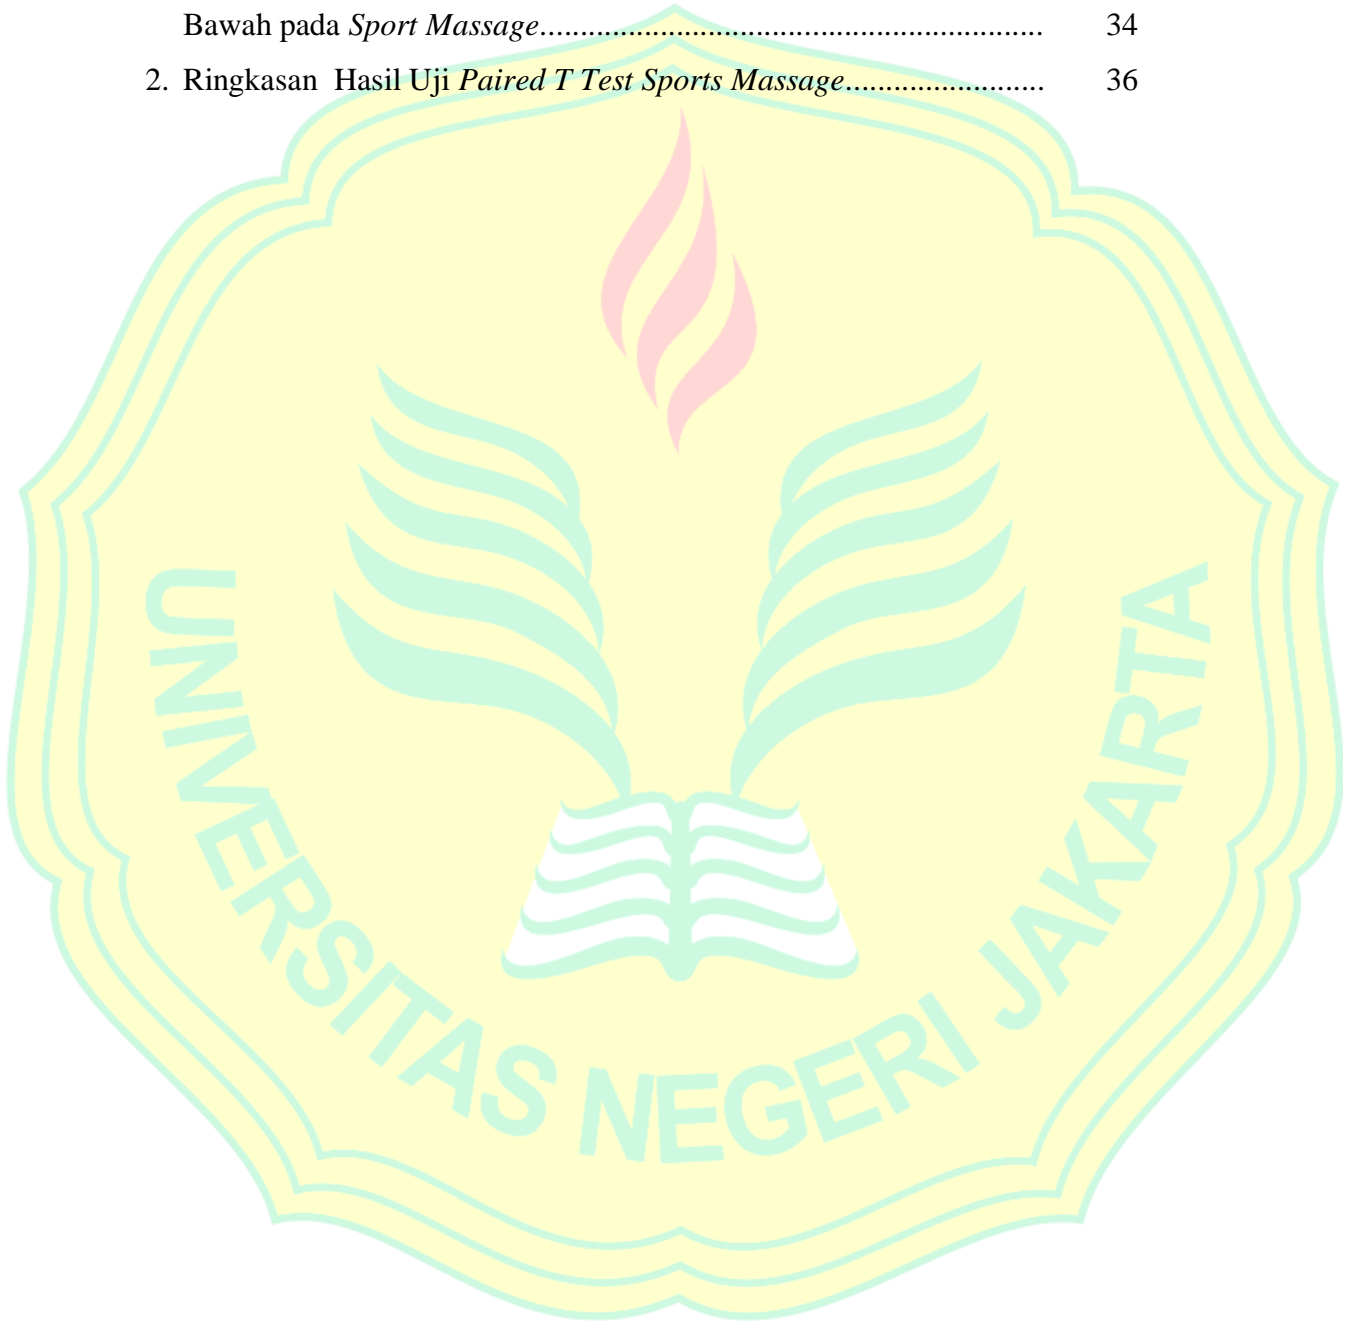 Bawah pada Sport Massage.............................................................. 34
2. Ringkasan  Hasil Uji Paired T Test Sports Massage........................ 36
UNIVERSITAS NEGERI JAKARTA